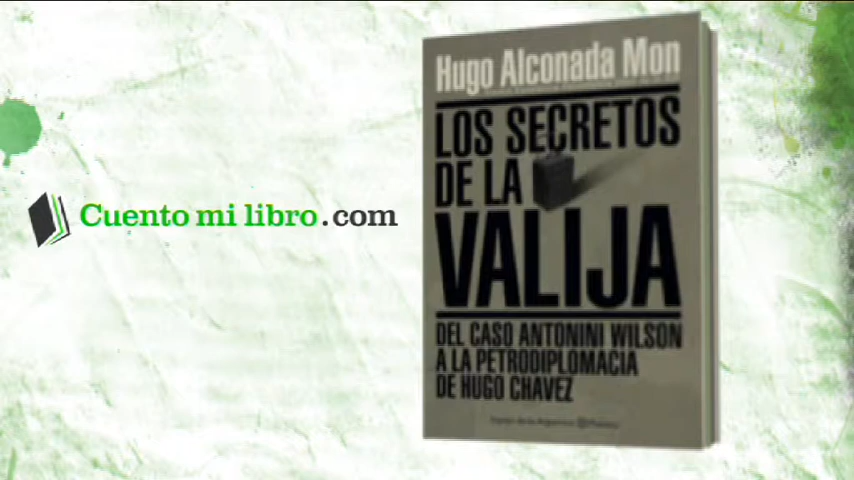 Cuento mi libro.com
Hugo Alconada Mon
LOS SECRETOS
DE LA
VALIJA
DEL CASO ANTONINI WILSON
A LA PETRODIPLOMACIA
DE HUGO CHAVEZ
Planeta